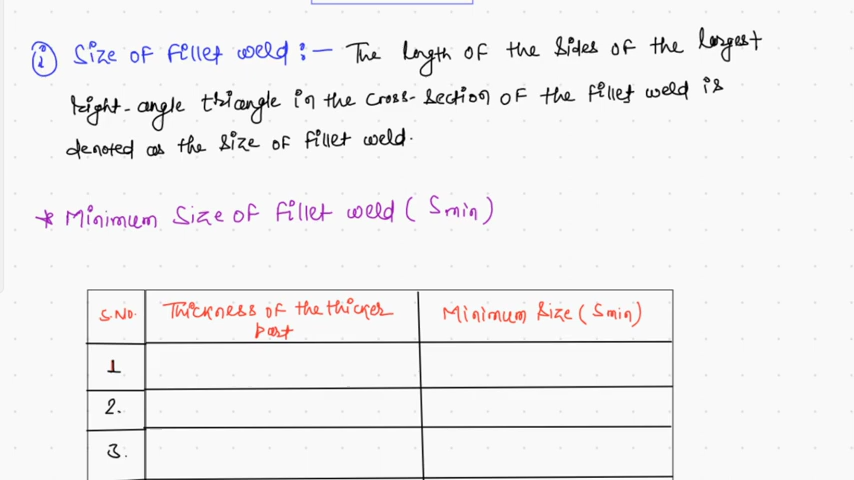 i Size of fillet weld :- The length of the sides of the largest
right-angle triangle in the cross-section of the fillet weld is
denoted as the size of fillet weld.
* Minimum Size of fillet weld ( Smin)
S.No. Thickness of the thicker part Minimum Size (Smin)
1
2.
3.